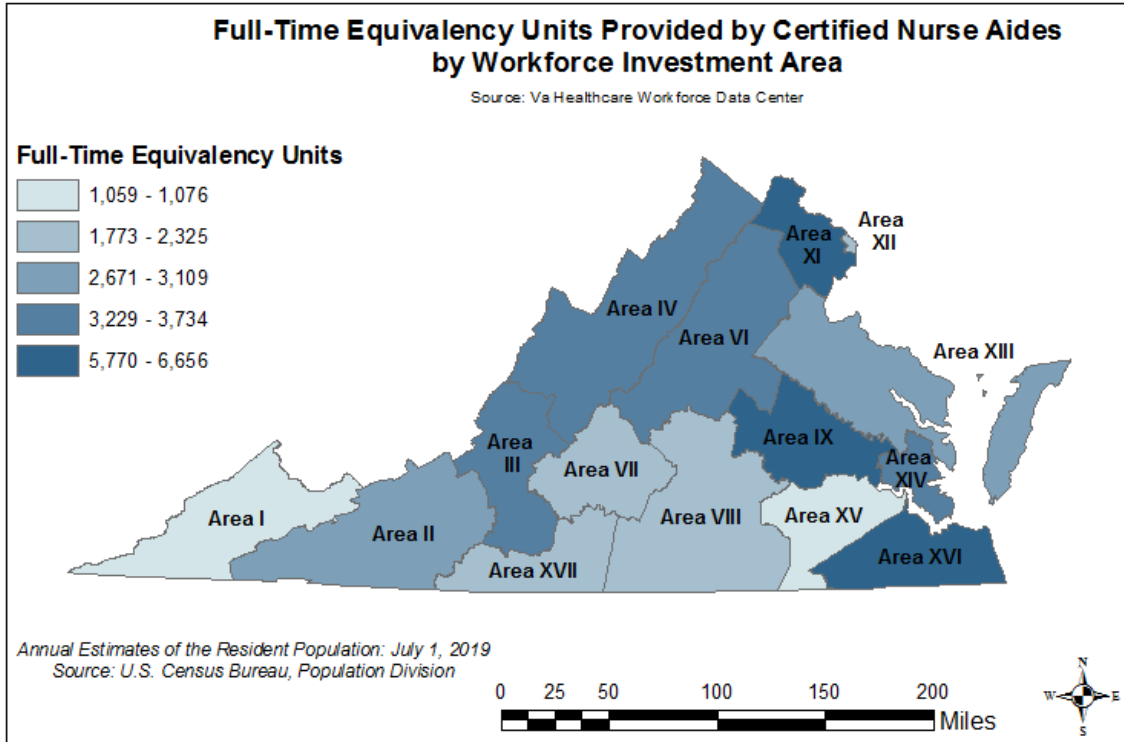 Full-Time Equivalency Units Provided by Certified Nurse Aides
by Workforce Investment Area
Source: Va Healthcare Workforce Data Center
Full-Time Equivalency Units
1,059 - 1,076
1,773 - 2,325
2,671 - 3,109
3,229 - 3,734
5,770 - 6,656
Area
XI
Area
XII
Area IV
Area VI
Area XIII
Area
III
Area IX
Area VII
Area
XIV
Area I
Area VIII
Area XV
Area II
Area XVI
Area XVII
Annual Estimates of the Resident Population: July 1, 2019
Source: U.S. Census Bureau, Population Division
0 25 50 100 150 200
Miles
N
W E
S